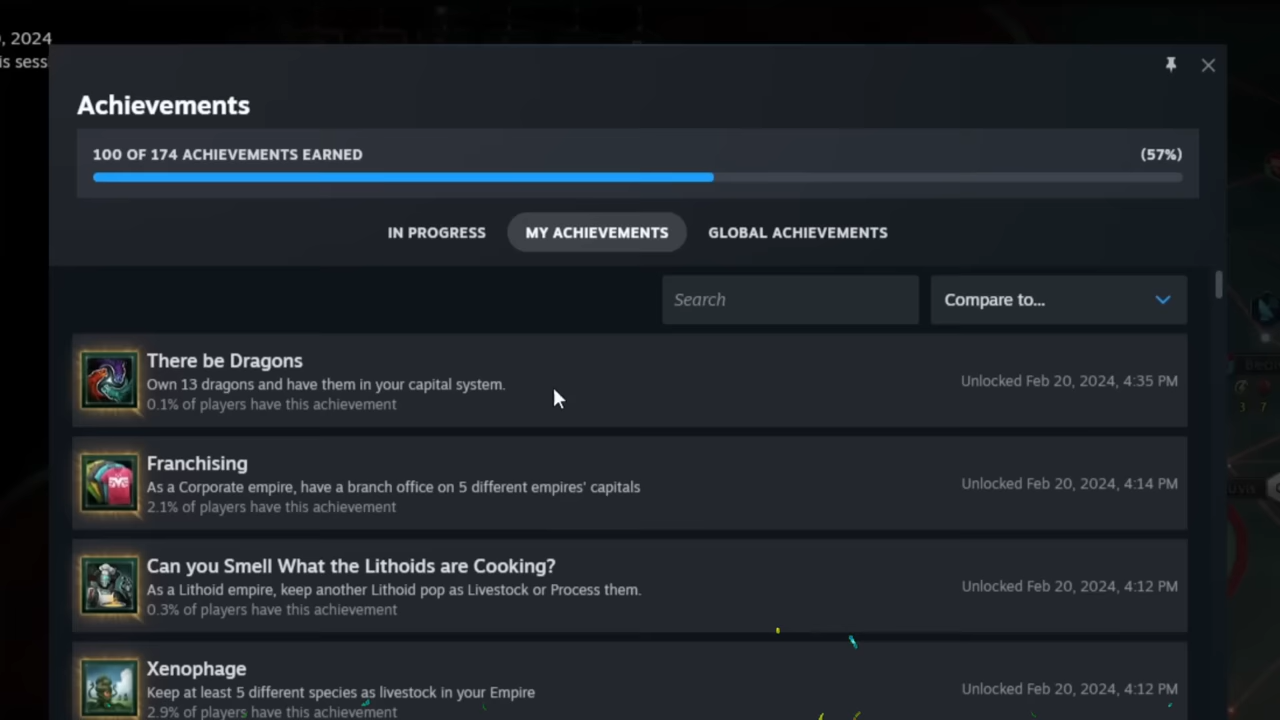 , 2024
is sess
Achievements
100 OF 174 ACHIEVEMENTS EARNED (57%)
IN PROGRESS MY ACHIEVEMENTS GLOBAL ACHIEVEMENTS
Search Compare to...
There be Dragons
Own 13 dragons and have them in your capital system.
0.1% of players have this achievement
Unlocked Feb 20, 2024, 4:35 PM
Franchising
As a Corporate empire, have a branch office on 5 different empires' capitals
2.1% of players have this achievement
Unlocked Feb 20, 2024, 4:14 PM
Can you Smell What the Lithoids are Cooking?
As a Lithoid empire, keep another Lithoid pop as Livestock or Process them.
0.3% of players have this achievement
Unlocked Feb 20, 2024, 4:12 PM
Xenophage
Keep at least 5 different species as livestock in your Empire
2.9% of players have this achievement
Unlocked Feb 20, 2024, 4:12 PM
3 7